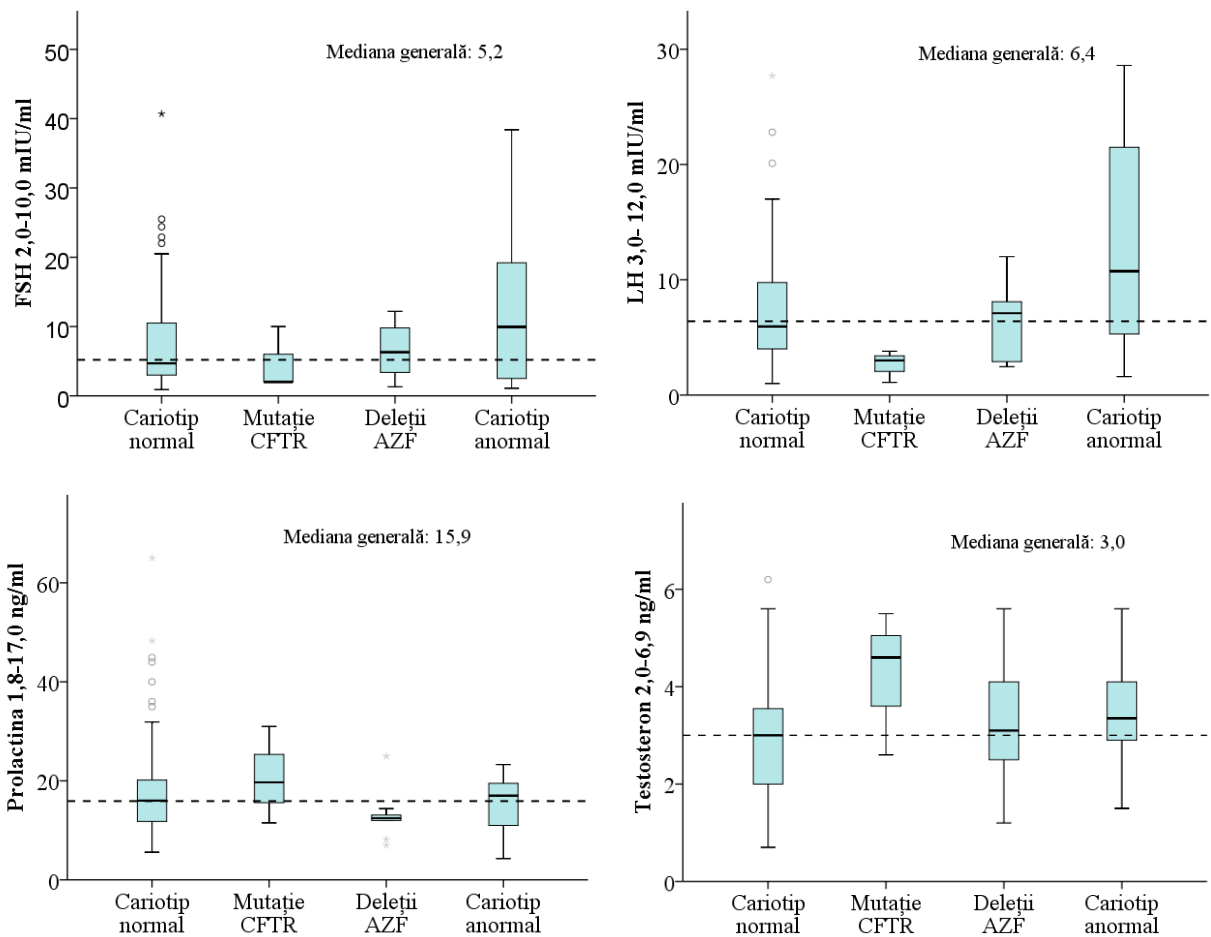 FSH 2,0-10,0 mIU/ml
Mediana generală: 5,2
50
40
30
20
10
0
Cariotip
normal
Mutație
CFTR
Deleții
AZF
Cariotip
anormal
LH 3,0- 12,0 mIU/ml
Mediana generală: 6,4
30
20
10
0
Cariotip
normal
Mutație
CFTR
Deleții
AZF
Cariotip
anormal
Prolactina 1,8-17,0 ng/ml
Mediana generală: 15,9
60
40
20
0
Cariotip
normal
Mutație
CFTR
Deleții
AZF
Cariotip
anormal
Testosteron 2,0-6,9 ng/ml
Mediana generală: 3,0
6
4
2
0
Cariotip
normal
Mutație
CFTR
Deleții
AZF
Cariotip
anormal